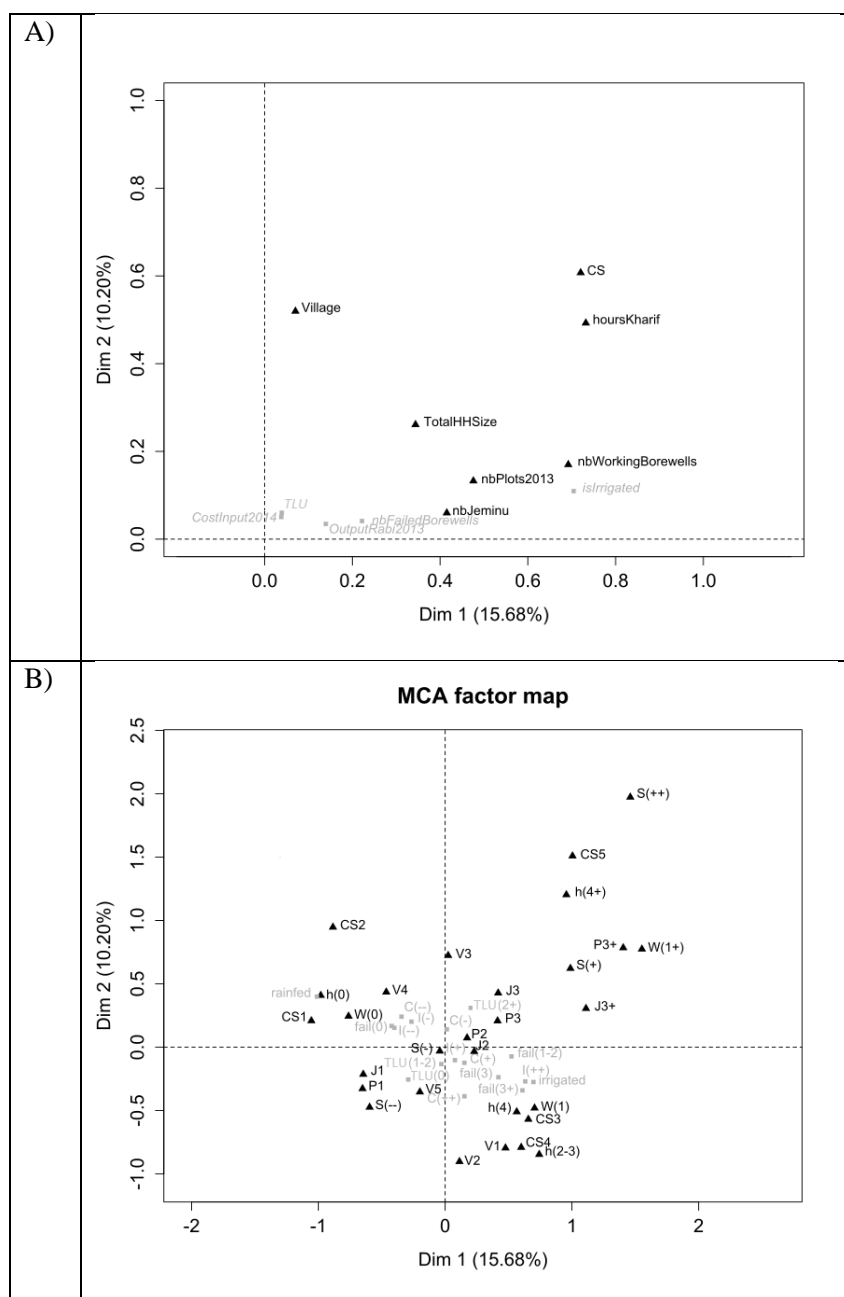 A)
1.0
0.8
0.6
0.4
0.2
0.0
Dim 2 (10.20%)
CS
Village
hoursKharif
TotalHHSize
nbWorkingBorewells
nbPlots2013
isIrrigated
nbJeminu
TLU
CostInput2014
nbFailedBorewells
OutputRabi2013
0.0 0.2 0.4 0.6 0.8 1.0
Dim 1 (15.68%)
B)
MCA factor map
2.5
2.0
1.5
1.0
0.5
0.0
-0.5
-1.0
Dim 2 (10.20%)
S(++)
CS5
h(4+)
CS2
P3+ W(1+)
V3
S(+)
rainfed h(0) V4 J3
TLU(2+) J3+
CS1 W(0) C(--) I(-) P3
fail(0) I(--) C(-)
P2
S(-) I(+) J2
TLU(1-2) C(+) fail(1-2)
J1 TLU(0) fail(3) I(++)
P1 V5 fail(3+) irrigated
S(--) C(++) h(4) W(1)
CS3
V1 CS4
V2 h(2-3)
-2 -1 0 1 2
Dim 1 (15.68%)